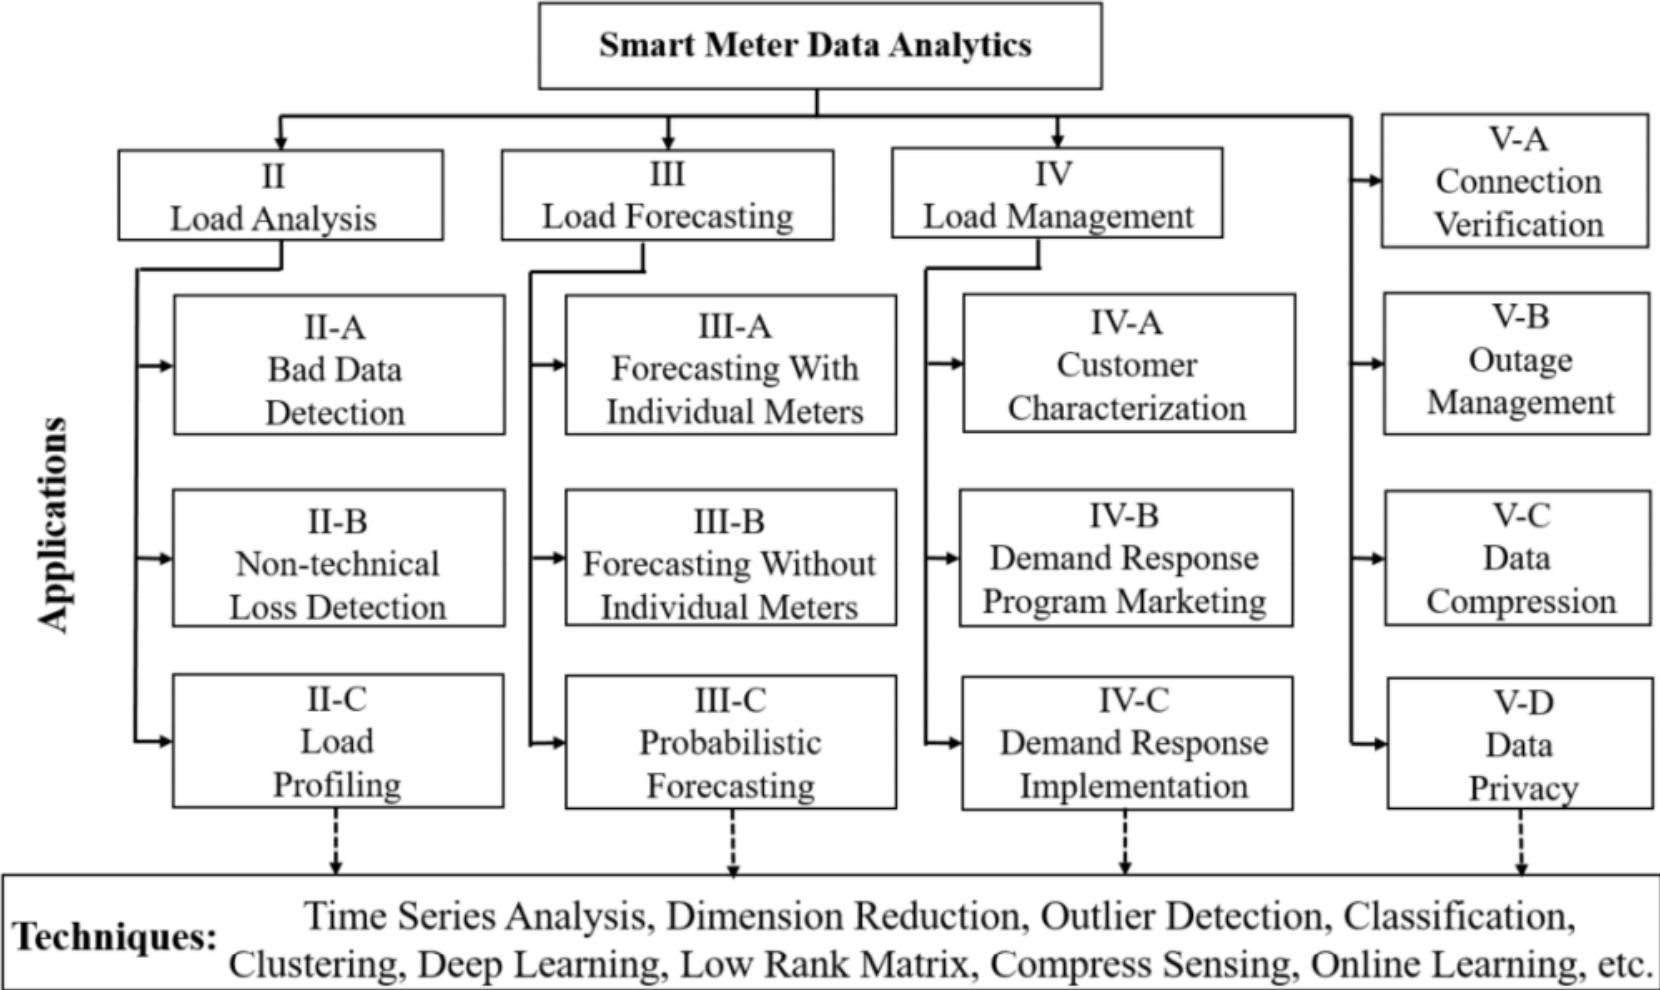 Smart Meter Data Analytics
II
Load Analysis
III
Load Forecasting
IV
Load Management
V-A
Connection
Verification
II-A
Bad Data
Detection
III-A
Forecasting With
Individual Meters
IV-A
Customer
Characterization
V-B
Outage
Management
Applications
II-B
Non-technical
Loss Detection
III-B
Forecasting Without
Individual Meters
IV-B
Demand Response
Program Marketing
V-C
Data
Compression
II-C
Load
Profiling
III-C
Probabilistic
Forecasting
IV-C
Demand Response
Implementation
V-D
Data
Privacy
Techniques:
Time Series Analysis, Dimension Reduction, Outlier Detection, Classification,
Clustering, Deep Learning, Low Rank Matrix, Compress Sensing, Online Learning, etc.